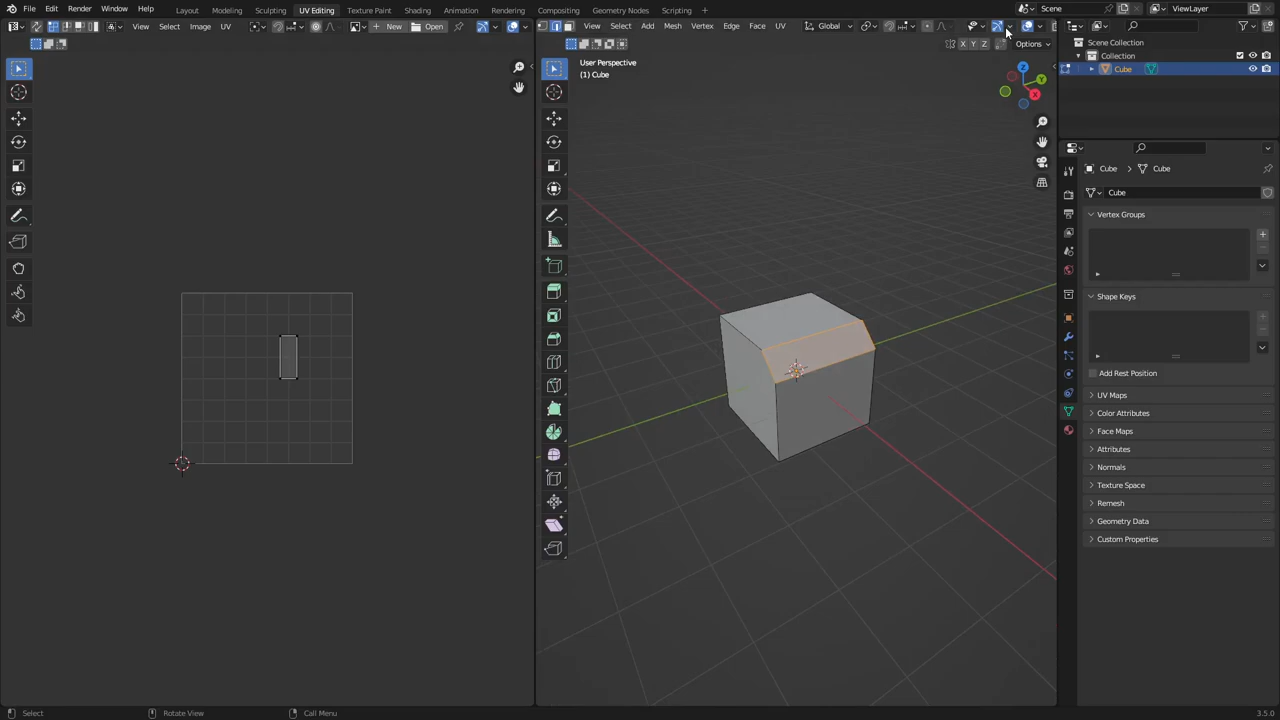 File Edit Render Window Help
Layout Modeling Sculpting UV Editing Texture Paint Shading Animation Rendering Compositing Geometry Nodes Scripting
Scene
ViewLayer
View Select Image UV
New Open
View Select Add Mesh Vertex Edge Face UV
Global
X Y Z
Options
User Perspective
(1) Cube
Z
Y
X
Scene Collection
Collection
Cube
Cube > Cube
Cube
Vertex Groups
Shape Keys
Add Rest Position
UV Maps
Color Attributes
Face Maps
Attributes
Normals
Texture Space
Remesh
Geometry Data
Custom Properties
Select
Rotate View
Call Menu
3.5.0